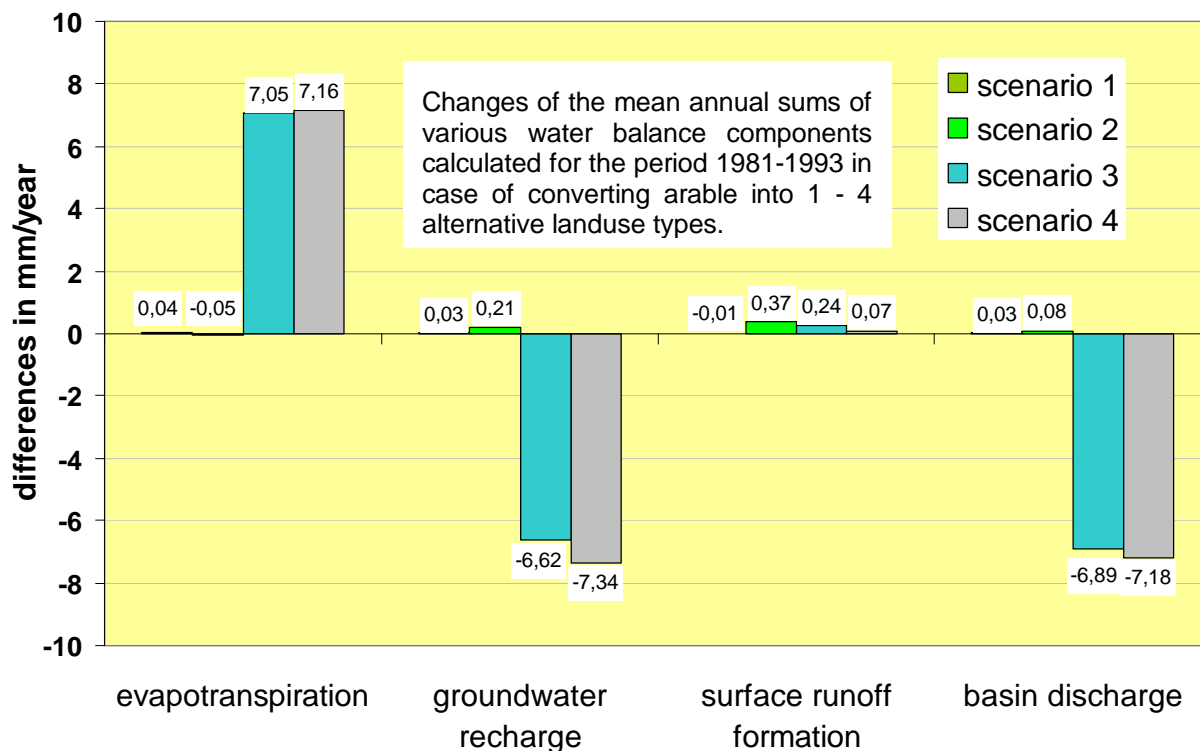 10
8
6
4
2
0
-2
-4
-6
-8
-10
differences in mm/year
Changes of the mean annual sums of
various water balance components
calculated for the period 1981-1993 in
case of converting arable into 1 - 4
alternative landuse types.
scenario 1
scenario 2
scenario 3
scenario 4
0,04 -0,05 7,05 7,16
0,03 0,21 -6,62 -7,34
-0,01 0,37 0,24 0,07
0,03 0,08 -6,89 -7,18
evapotranspiration
groundwater
recharge
surface runoff
formation
basin discharge